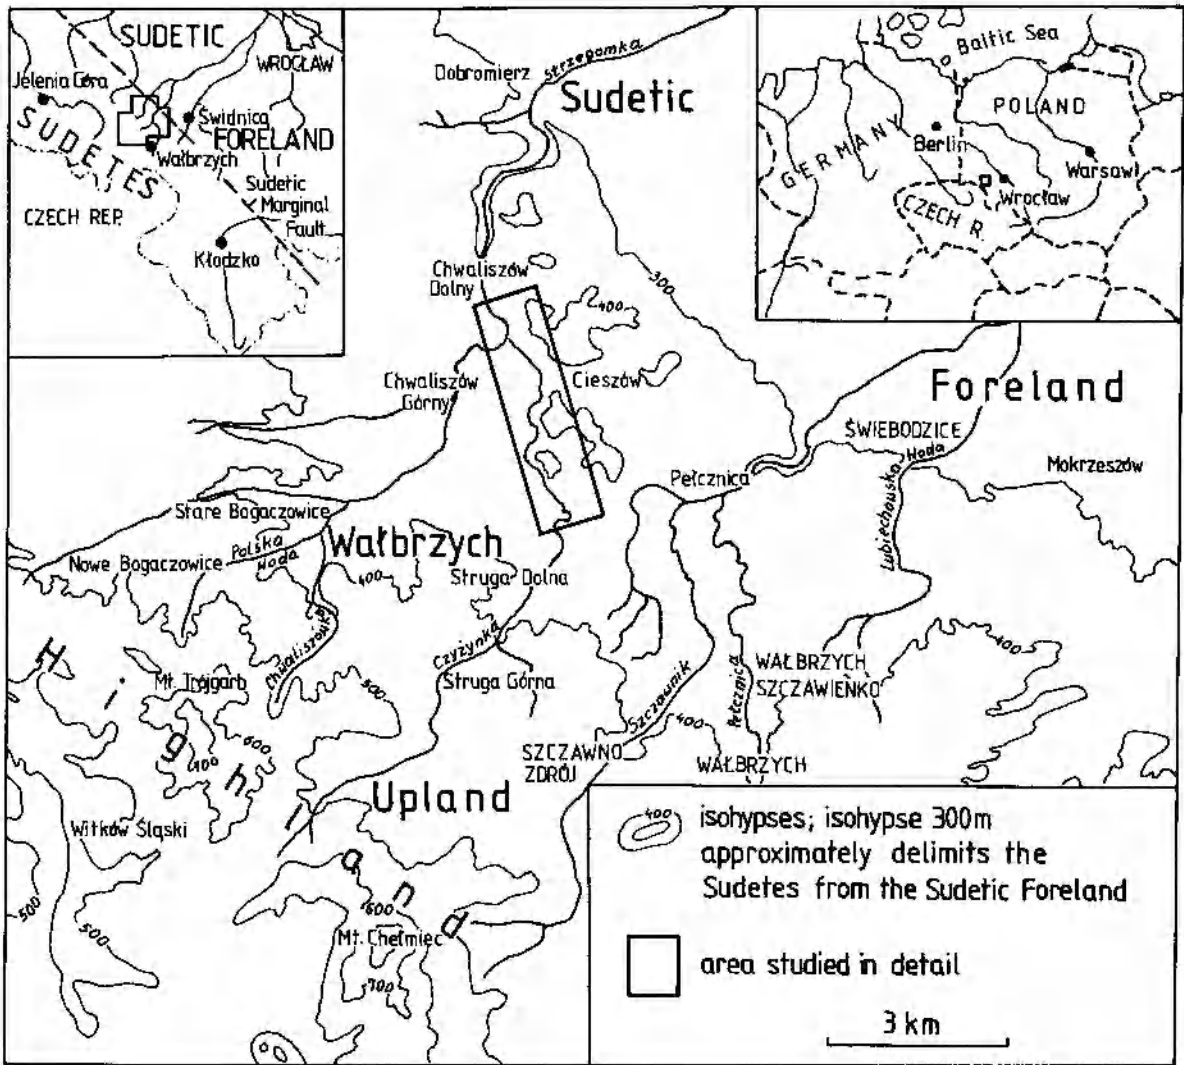 SUDETIC
WROCŁAW
Jelenia Góra
Świdnica
FORELAND
SUDETES
Wałbrzych
Sudetic
Marginal
Fault
CZECH REP.
Kłodzko
Baltic Sea
POLAND
GERMANY
Berlin
Warsaw
Wrocław
CZECH R.
Strzegomka
Dobromierz
Sudetic
Chwaliszów
Dolny
300
400
Chwaliszów
Górny
Cieszów
Foreland
ŚWIEBODZICE
Mokrzeszów
Pełcznica
Lubiechowska Woda
Stare Bogaczowice
Polska
Woda
Wałbrzych
Nowe Bogaczowice
400
Struga Dolna
Chwaliszówka
Czyżynka
Struga Górna
Mt. Trójgarb
500
600
700
Szczawnik
Pełcznica
WAŁBRZYCH
SZCZAWIEŃKO
400
400
SZCZAWNO
ZDRÓJ
WAŁBRZYCH
Highland
Upland
Witków Śląski
500
500
600
Mt. Chełmiec
700
400
isohypses; isohypse 300m
approximately delimits the
Sudetes from the Sudetic Foreland
area studied in detail
3 km